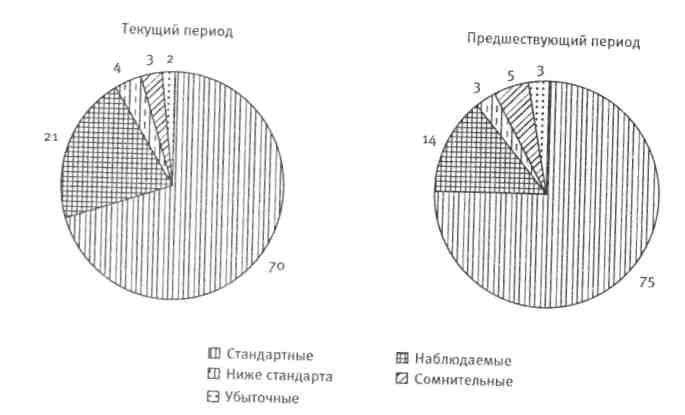 Текущий период
4 3 2
21
70
Предшествующий период
3 5 3
14
75
Стандартные
Ниже стандарта
Убыточные
Наблюдаемые
Сомнительные